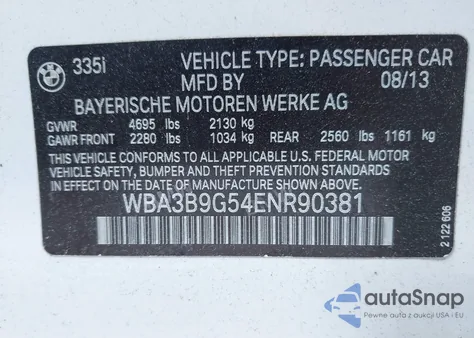 335i VEHICLE TYPE: PASSENGER CAR
MFD BY 08/13
BAYERISCHE MOTOREN WERKE AG
GVWR 4695 lbs 2130 kg
GAWR FRONT 2280 lbs 1034 kg REAR 2560 lbs 1161 kg
THIS VEHICLE CONFORMS TO ALL APPLICABLE U.S. FEDERAL MOTOR
VEHICLE SAFETY, BUMPER AND THEFT PREVENTION STANDARDS IN
EFFECT ON THE DATE OF MANUFACTURE SHOWN ABOVE.
WBA3B9G54ENR90381
2 122 606
autoSnap
Pewne auta z aukcji USA i EU